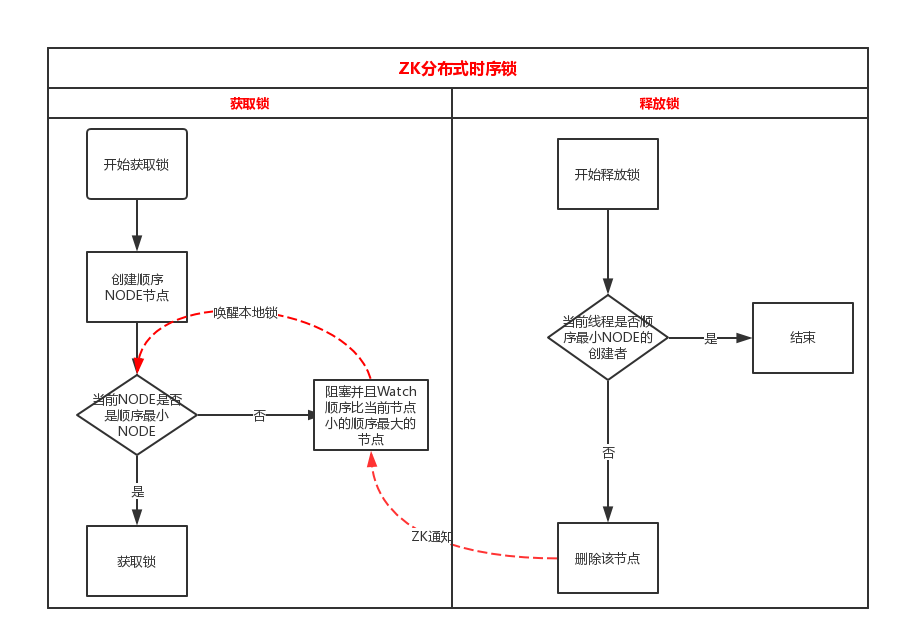 ZK分布式时序锁
获取锁
释放锁
开始获取锁
创建顺序
NODE节点
唤醒本地锁
当前NODE是否
是顺序最小
NODE
否
阻塞并且Watch
顺序比当前节点
小的顺序最大的
节点
是
获取锁
ZK通知
开始释放锁
当前线程是否顺
序最小NODE的
创建者
是
结束
否
删除该节点